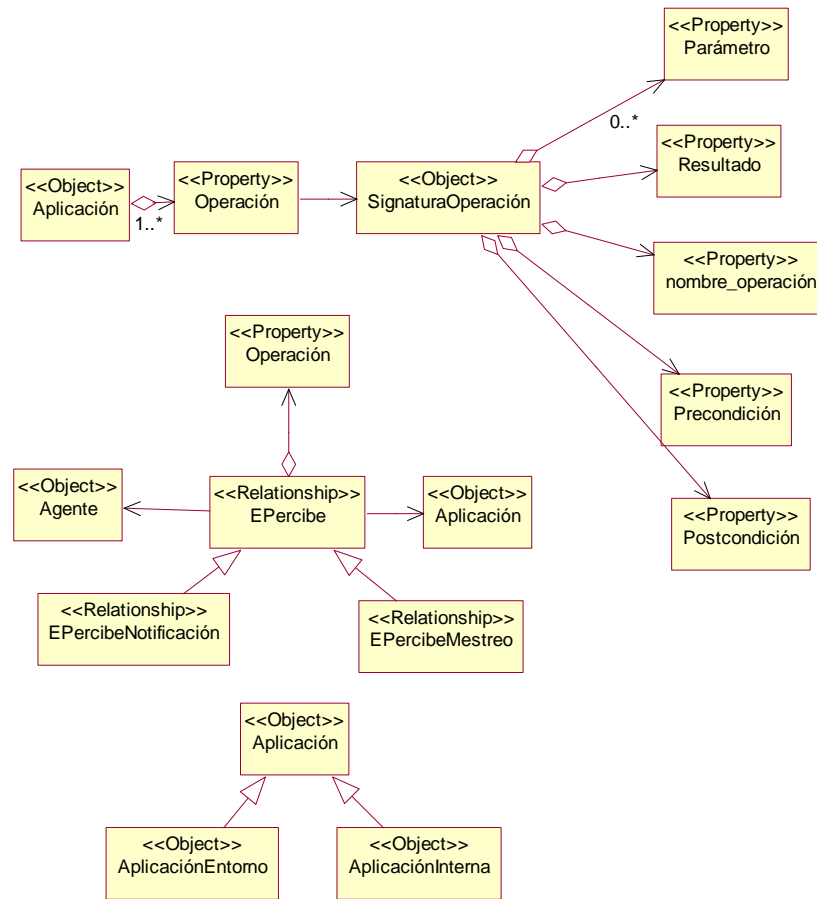 <<Property>>
Parámetro
0..*
<<Property>>
Resultado
<<Object>>
Aplicación
1..*
<<Property>>
Operación
<<Object>>
SignaturaOperación
<<Property>>
nombre_operación
<<Property>>
Operación
<<Property>>
Precondición
<<Object>>
Agente
<<Relationship>>
EPercibe
<<Object>>
Aplicación
<<Property>>
Postcondición
<<Relationship>>
EPercibeNotificación
<<Relationship>>
EPercibeMestreo
<<Object>>
Aplicación
<<Object>>
AplicaciónEntorno
<<Object>>
AplicaciónInterna